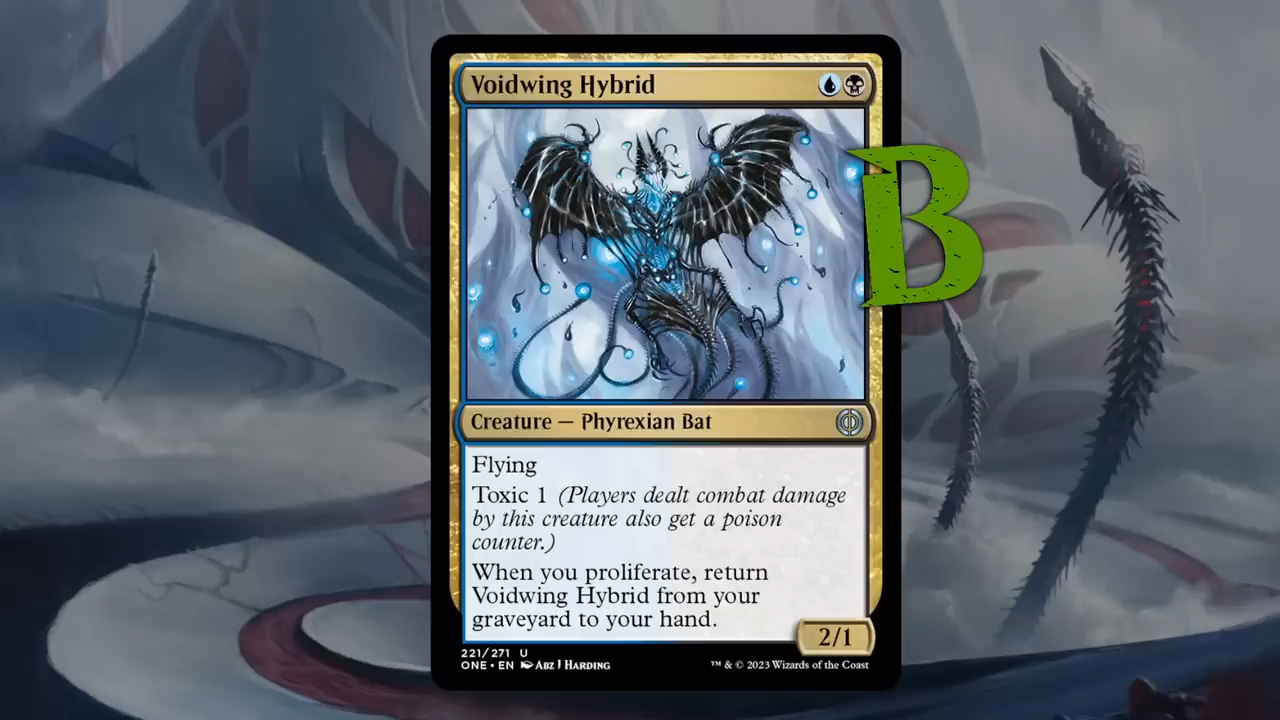 Voidwing Hybrid
B
Creature — Phyrexian Bat
Flying
Toxic 1 (Players dealt combat damage
by this creature also get a poison
counter.)
When you proliferate, return
Voidwing Hybrid from your
graveyard to your hand.
2/1
221/271 U
ONE • EN Abz J Harding
™ & © 2023 Wizards of the Coast